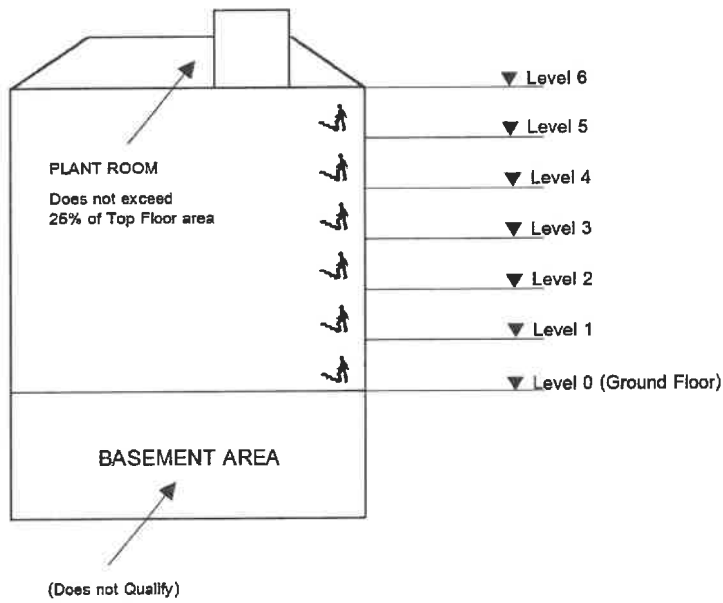 Level 6
Level 5
PLANT ROOM
Does not exceed
25% of Top Floor area
Level 4
Level 3
Level 2
Level 1
Level 0 (Ground Floor)
BASEMENT AREA
(Does not Qualify)